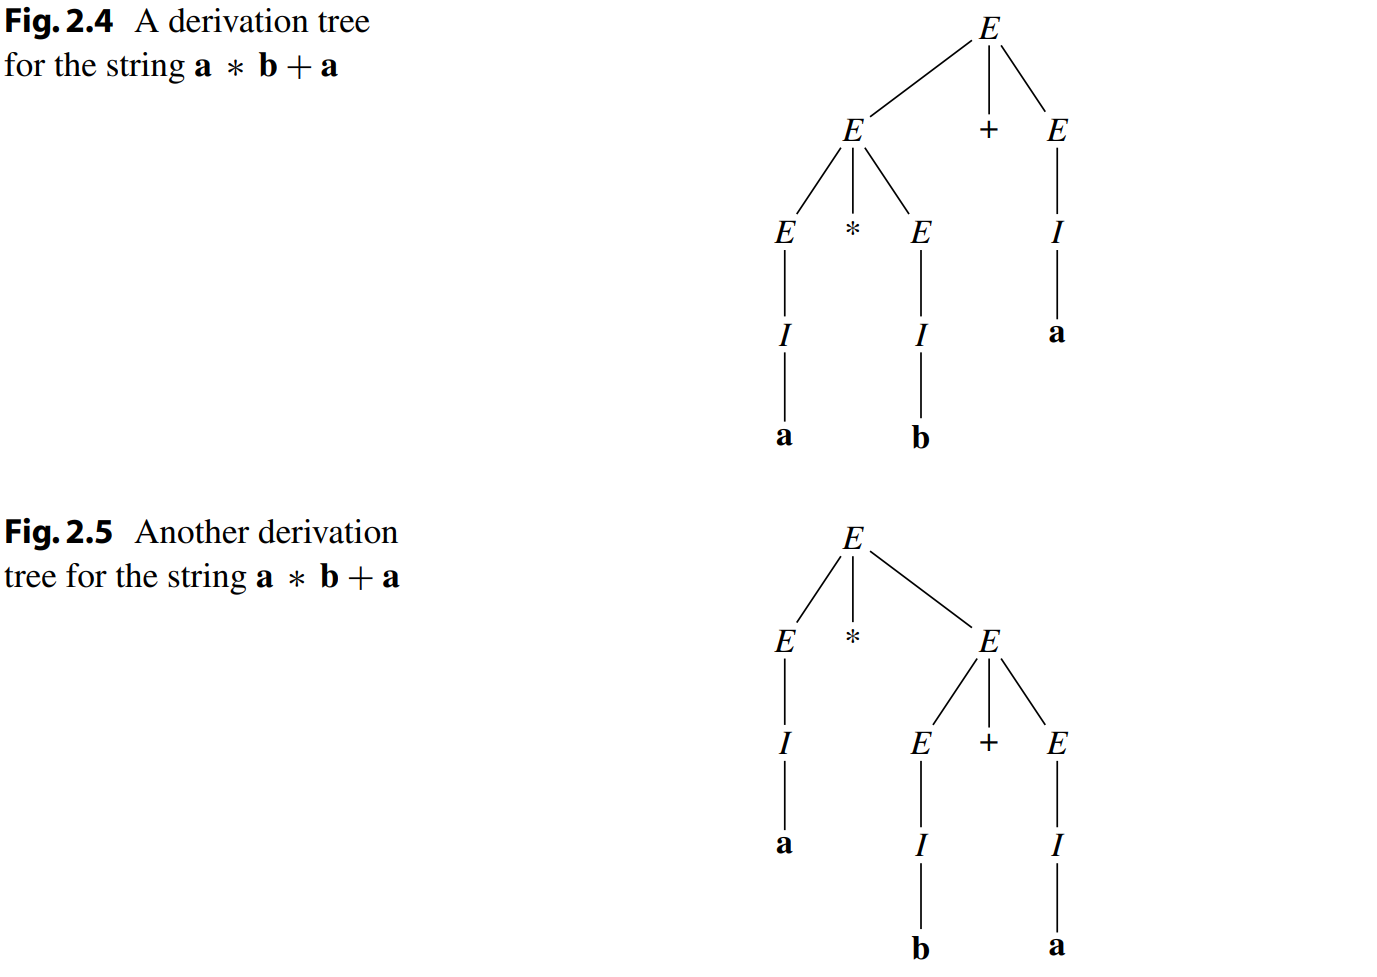 Fig. 2.4 A derivation tree
for the string a ∗ b + a
E
E + E
E * E I
I I a
a b
Fig. 2.5 Another derivation
tree for the string a ∗ b + a
E
E * E
I E + E
a I I
b a